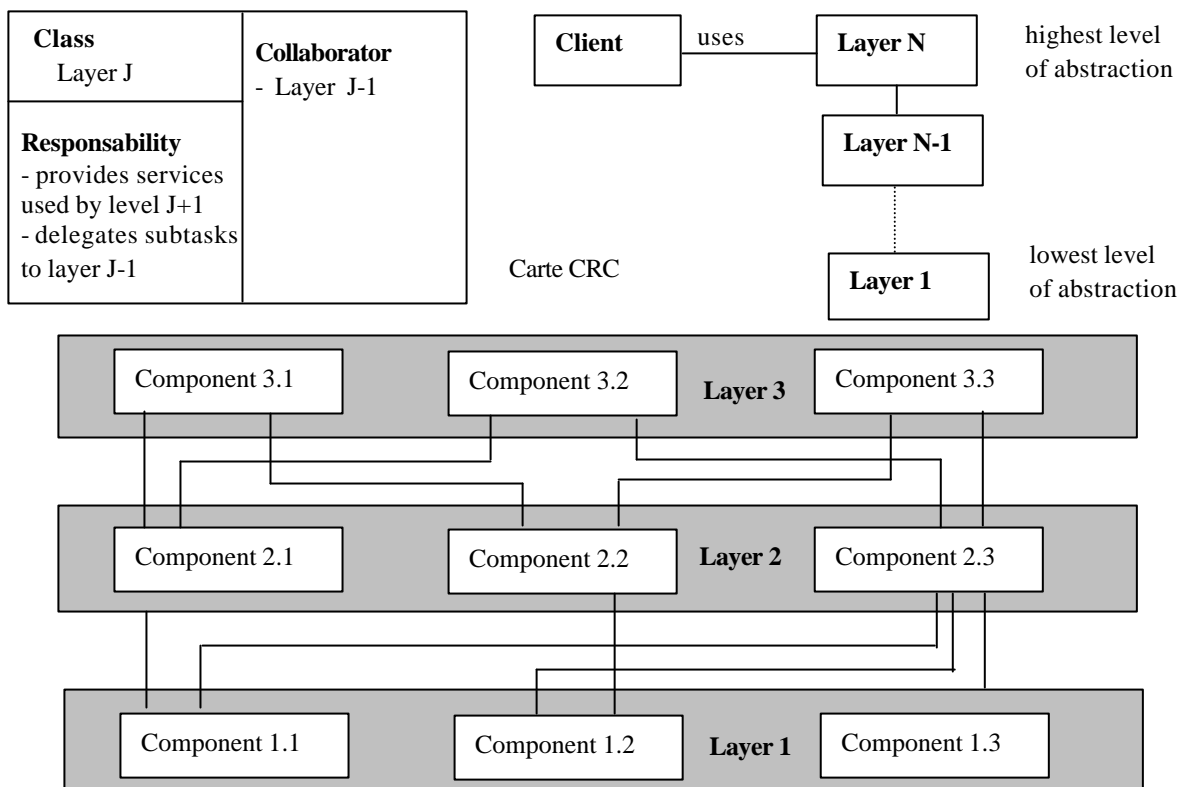 Class
Layer J
Collaborator
- Layer J-1
Responsability
- provides services
used by level J+1
- delegates subtasks
to layer J-1
Client
uses
Layer N
highest level
of abstraction
Layer N-1
Carte CRC
Layer 1
lowest level
of abstraction
Component 3.1
Component 3.2
Layer 3
Component 3.3
Component 2.1
Component 2.2
Layer 2
Component 2.3
Component 1.1
Component 1.2
Layer 1
Component 1.3